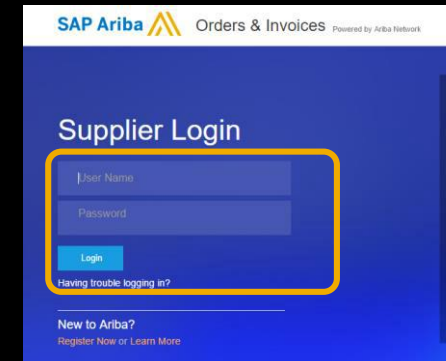 SAP Ariba Orders & Invoices Powered by Ariba Network
Supplier Login
User Name
Password
Login
Having trouble logging in?
New to Ariba?
Register Now or Learn More